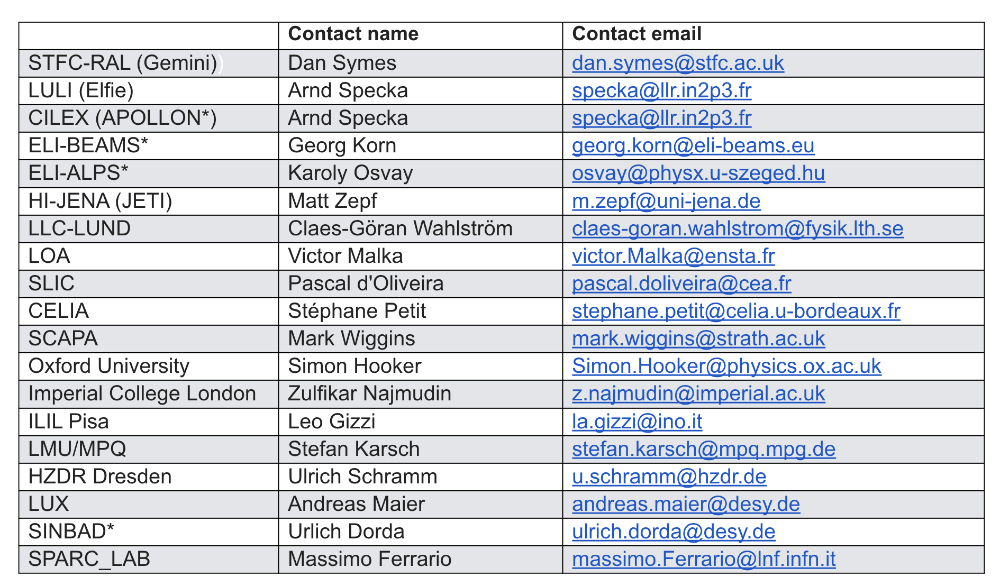 Contact name Contact email
STFC-RAL (Gemini)) Dan Symes dan.symes@stfc.ac.uk
LULI (Elfie) Arnd Specka specka@llr.in2p3.fr
CILEX (APOLLON*) Arnd Specka specka@llr.in2p3.fr
ELI-BEAMS* Georg Korn georg.korn@eli-beams.eu
ELI-ALPS* Karoly Osvay osvay@physx.u-szeged.hu
HI-JENA (JETI) Matt Zepf m.zepf@uni-jena.de
LLC-LUND Claes-Göran Wahlström claes-goran.wahlstrom@fysik.lth.se
LOA Victor Malka victor.Malka@ensta.fr
SLIC Pascal d'Oliveira pascal.doliveira@cea.fr
CELIA Stéphane Petit stephane.petit@celia.u-bordeaux.fr
SCAPA Mark Wiggins mark.wiggins@strath.ac.uk
Oxford University Simon Hooker Simon.Hooker@physics.ox.ac.uk
Imperial College London Zulfikar Najmudin z.najmudin@imperial.ac.uk
ILIL Pisa Leo Gizzi la.gizzi@ino.it
LMU/MPQ Stefan Karsch stefan.karsch@mpq.mpg.de
HZDR Dresden Ulrich Schramm u.schramm@hzdr.de
LUX Andreas Maier andreas.maier@desy.de
SINBAD* Urlich Dorda ulrich.dorda@desy.de
SPARC_LAB Massimo Ferrario massimo.Ferrario@lnf.infn.it